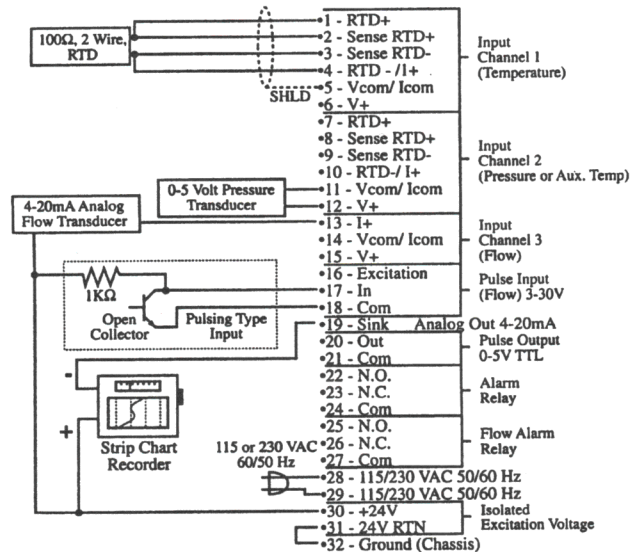 1 - RTD+
2 - Sense RTD+
3 - Sense RTD-
4 - RTD - /I+
5 - Vcom/ Icom
6 - V+
7 - RTD+
8 - Sense RTD+
9 - Sense RTD-
10 - RTD-/ I+
11 - Vcom/ Icom
12 - V+
13 - I+
14 - Vcom/ Icom
15 - V+
16 - Excitation
17 - In
18 - Com
19 - Sink Analog Out 4-20mA
20 - Out
21 - Com
22 - N.O.
23 - N.C.
24 - Com
25 - N.O.
26 - N.C.
27 - Com
28 - 115/230 VAC 50/60 Hz
29 - 115/230 VAC 50/60 Hz
30 - +24V
31 - 24V RTN
32 - Ground (Chassis)
100Ω, 2 Wire,
RTD
SHLD
0-5 Volt Pressure
Transducer
4-20mA Analog
Flow Transducer
1KΩ
Open
Collector
Pulsing Type
Input
-
+
Strip Chart
Recorder
115 or 230 VAC
60/50 Hz
Input
Channel 1
(Temperature)
Input
Channel 2
(Pressure or Aux. Temp)
Input
Channel 3
(Flow)
Pulse Input
(Flow) 3-30V
Pulse Output
0-5V TTL
Alarm
Relay
Flow Alarm
Relay
Isolated
Excitation Voltage